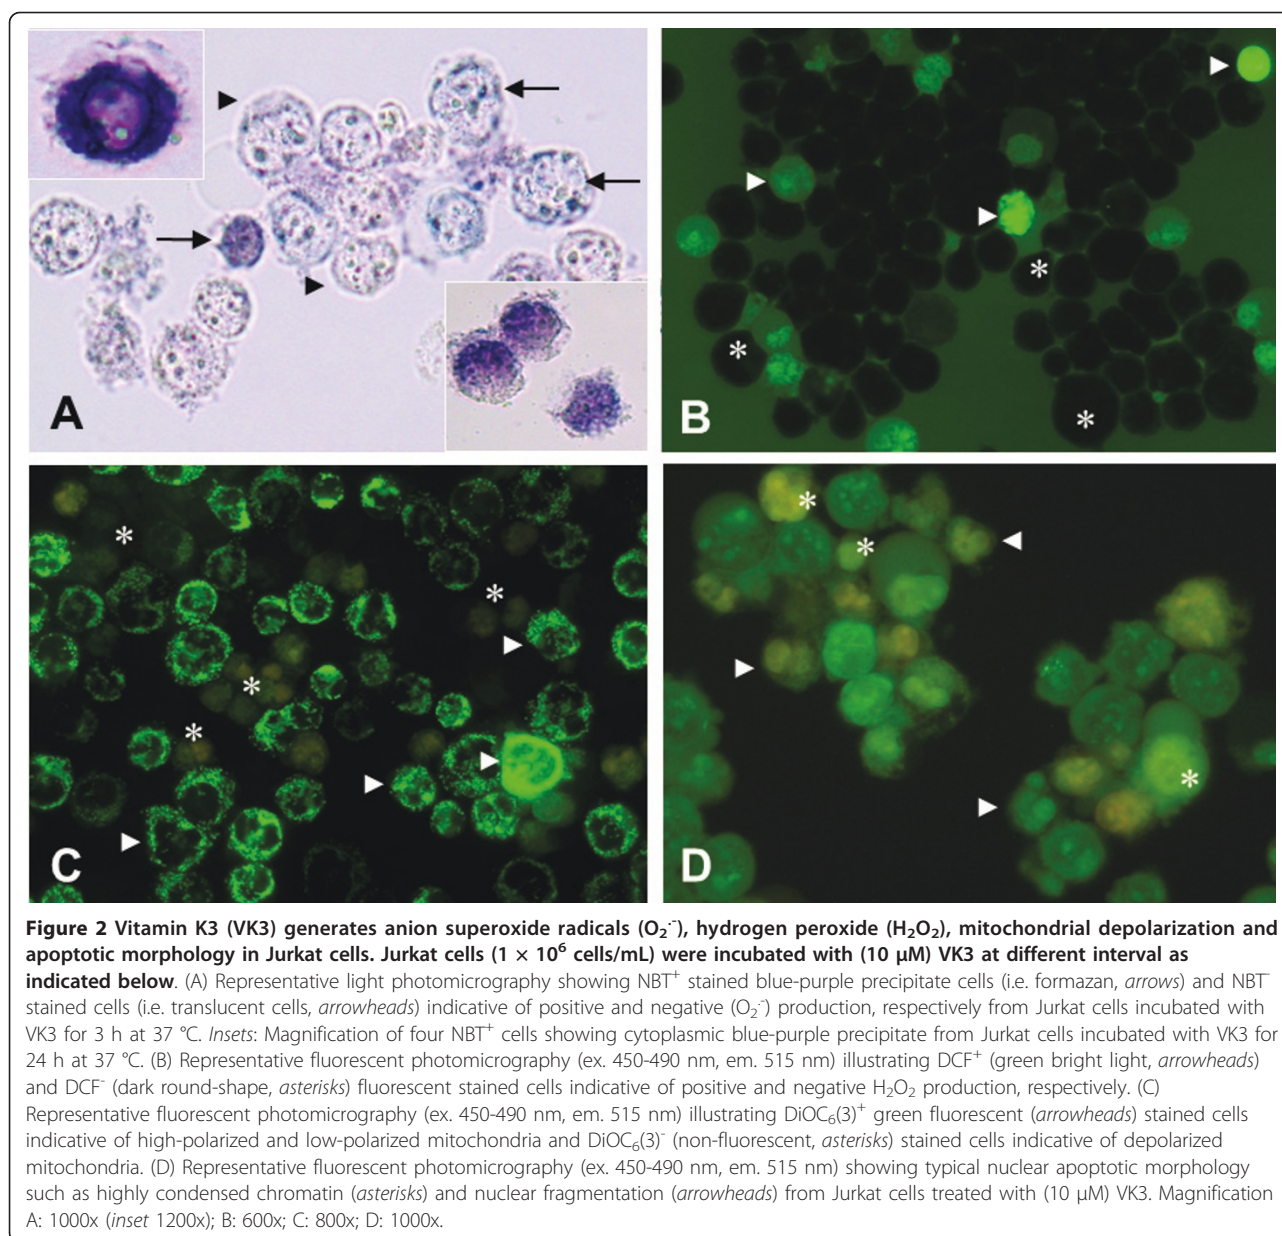 A
B
C
D
Figure 2 Vitamin K3 (VK3) generates anion superoxide radicals (O₂˙⁻), hydrogen peroxide (H₂O₂), mitochondrial depolarization and
apoptotic morphology in Jurkat cells. Jurkat cells (1 × 10⁶ cells/mL) were incubated with (10 μM) VK3 at different interval as
indicated below. (A) Representative light photomicrography showing NBT⁺ stained blue-purple precipitate cells (i.e. formazan, arrows) and NBT⁻
stained cells (i.e. translucent cells, arrowheads) indicative of positive and negative (O₂˙⁻) production, respectively from Jurkat cells incubated with
VK3 for 3 h at 37 °C. Insets: Magnification of four NBT⁺ cells showing cytoplasmic blue-purple precipitate from Jurkat cells incubated with VK3 for
24 h at 37 °C. (B) Representative fluorescent photomicrography (ex. 450-490 nm, em. 515 nm) illustrating DCF⁺ (green bright light, arrowheads)
and DCF⁻ (dark round-shape, asterisks) fluorescent stained cells indicative of positive and negative H₂O₂ production, respectively. (C)
Representative fluorescent photomicrography (ex. 450-490 nm, em. 515 nm) illustrating DiOC₆(3)⁺ green fluorescent (arrowheads) stained cells
indicative of high-polarized and low-polarized mitochondria and DiOC₆(3)⁻ (non-fluorescent, asterisks) stained cells indicative of depolarized
mitochondria. (D) Representative fluorescent photomicrography (ex. 450-490 nm, em. 515 nm) showing typical nuclear apoptotic morphology
such as highly condensed chromatin (asterisks) and nuclear fragmentation (arrowheads) from Jurkat cells treated with (10 μM) VK3. Magnification
A: 1000x (inset 1200x); B: 600x; C: 800x; D: 1000x.